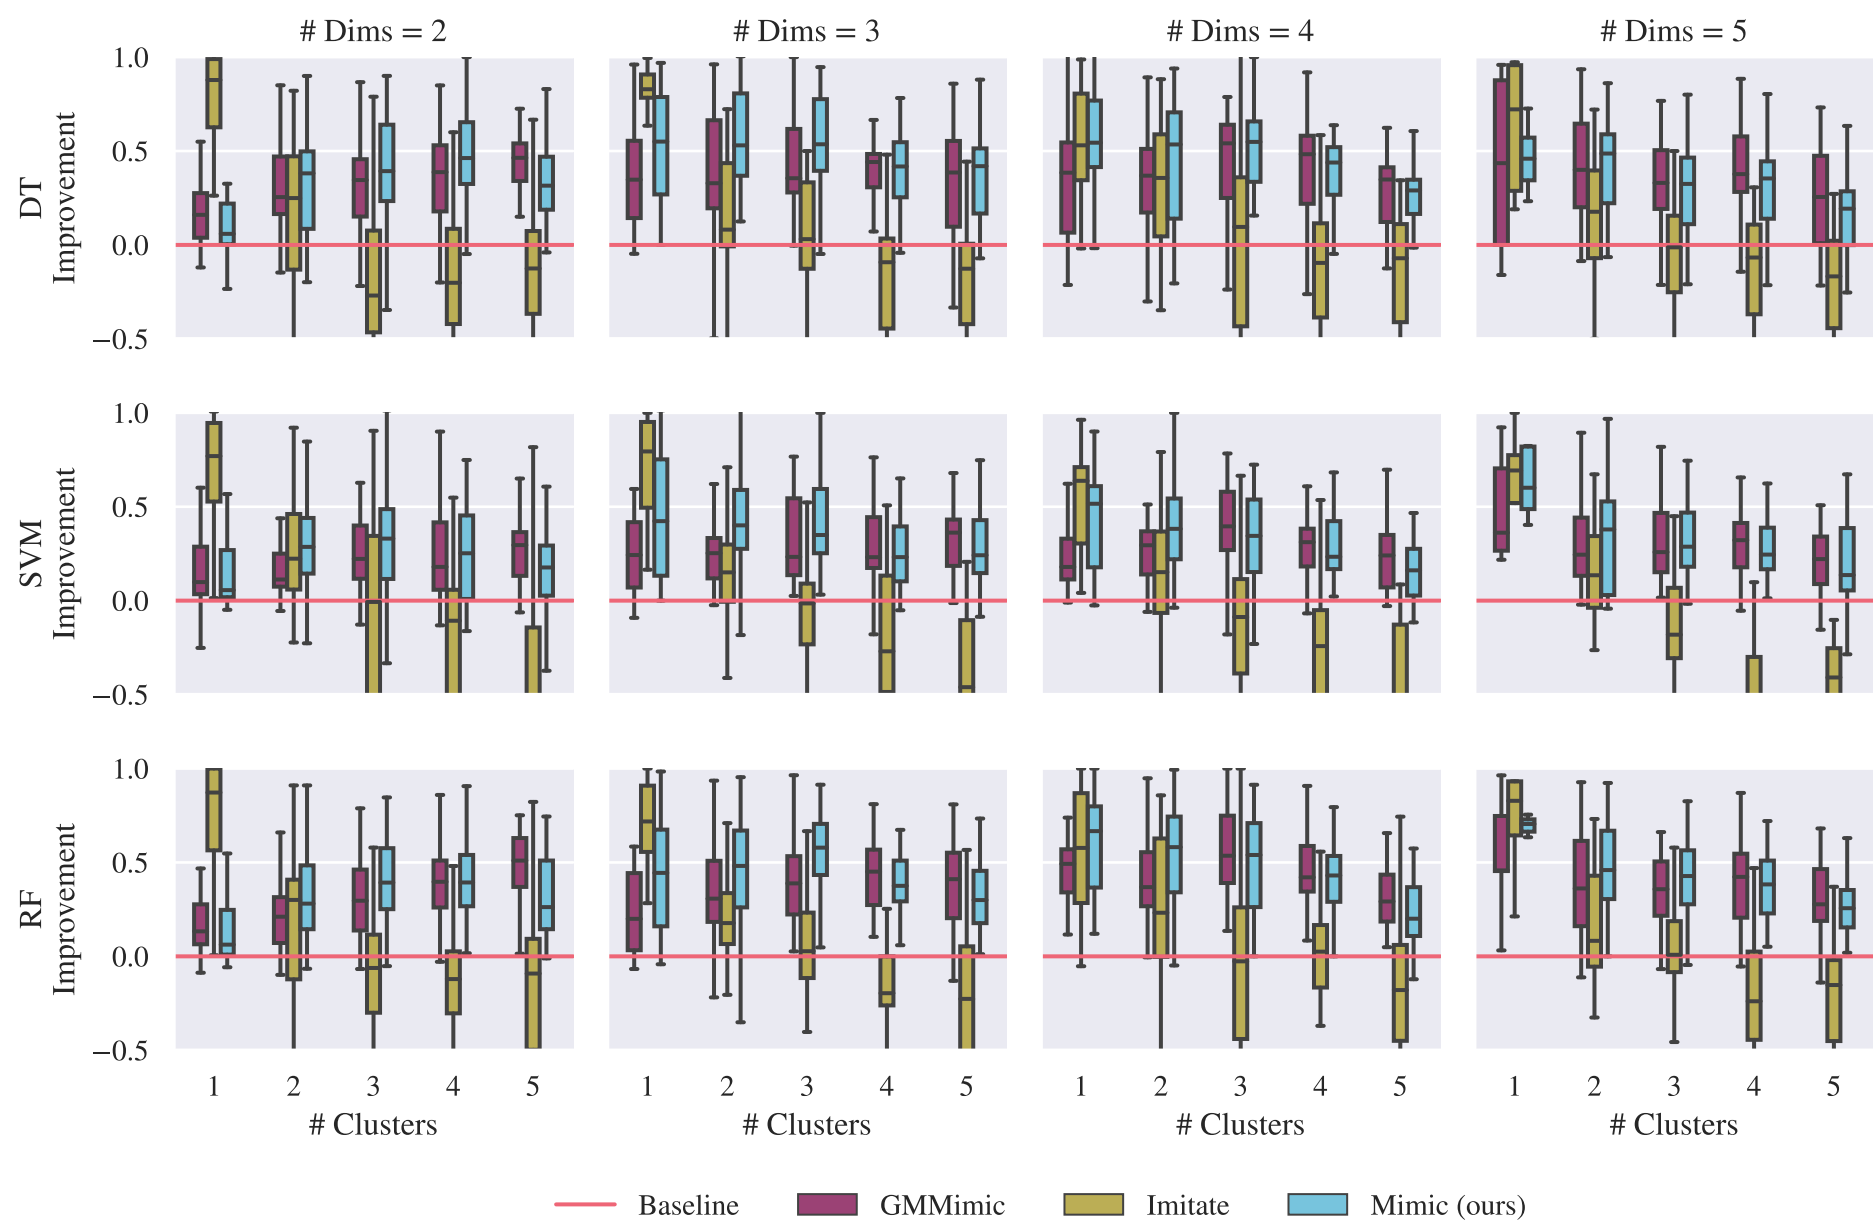 # Dims = 2 # Dims = 3 # Dims = 4 # Dims = 5
DT
Improvement
1.0
0.5
0.0
−0.5
SVM
Improvement
1.0
0.5
0.0
−0.5
RF
Improvement
1.0
0.5
0.0
−0.5
1 2 3 4 5 1 2 3 4 5 1 2 3 4 5 1 2 3 4 5
# Clusters # Clusters # Clusters # Clusters
Baseline GMMimic Imitate Mimic (ours)